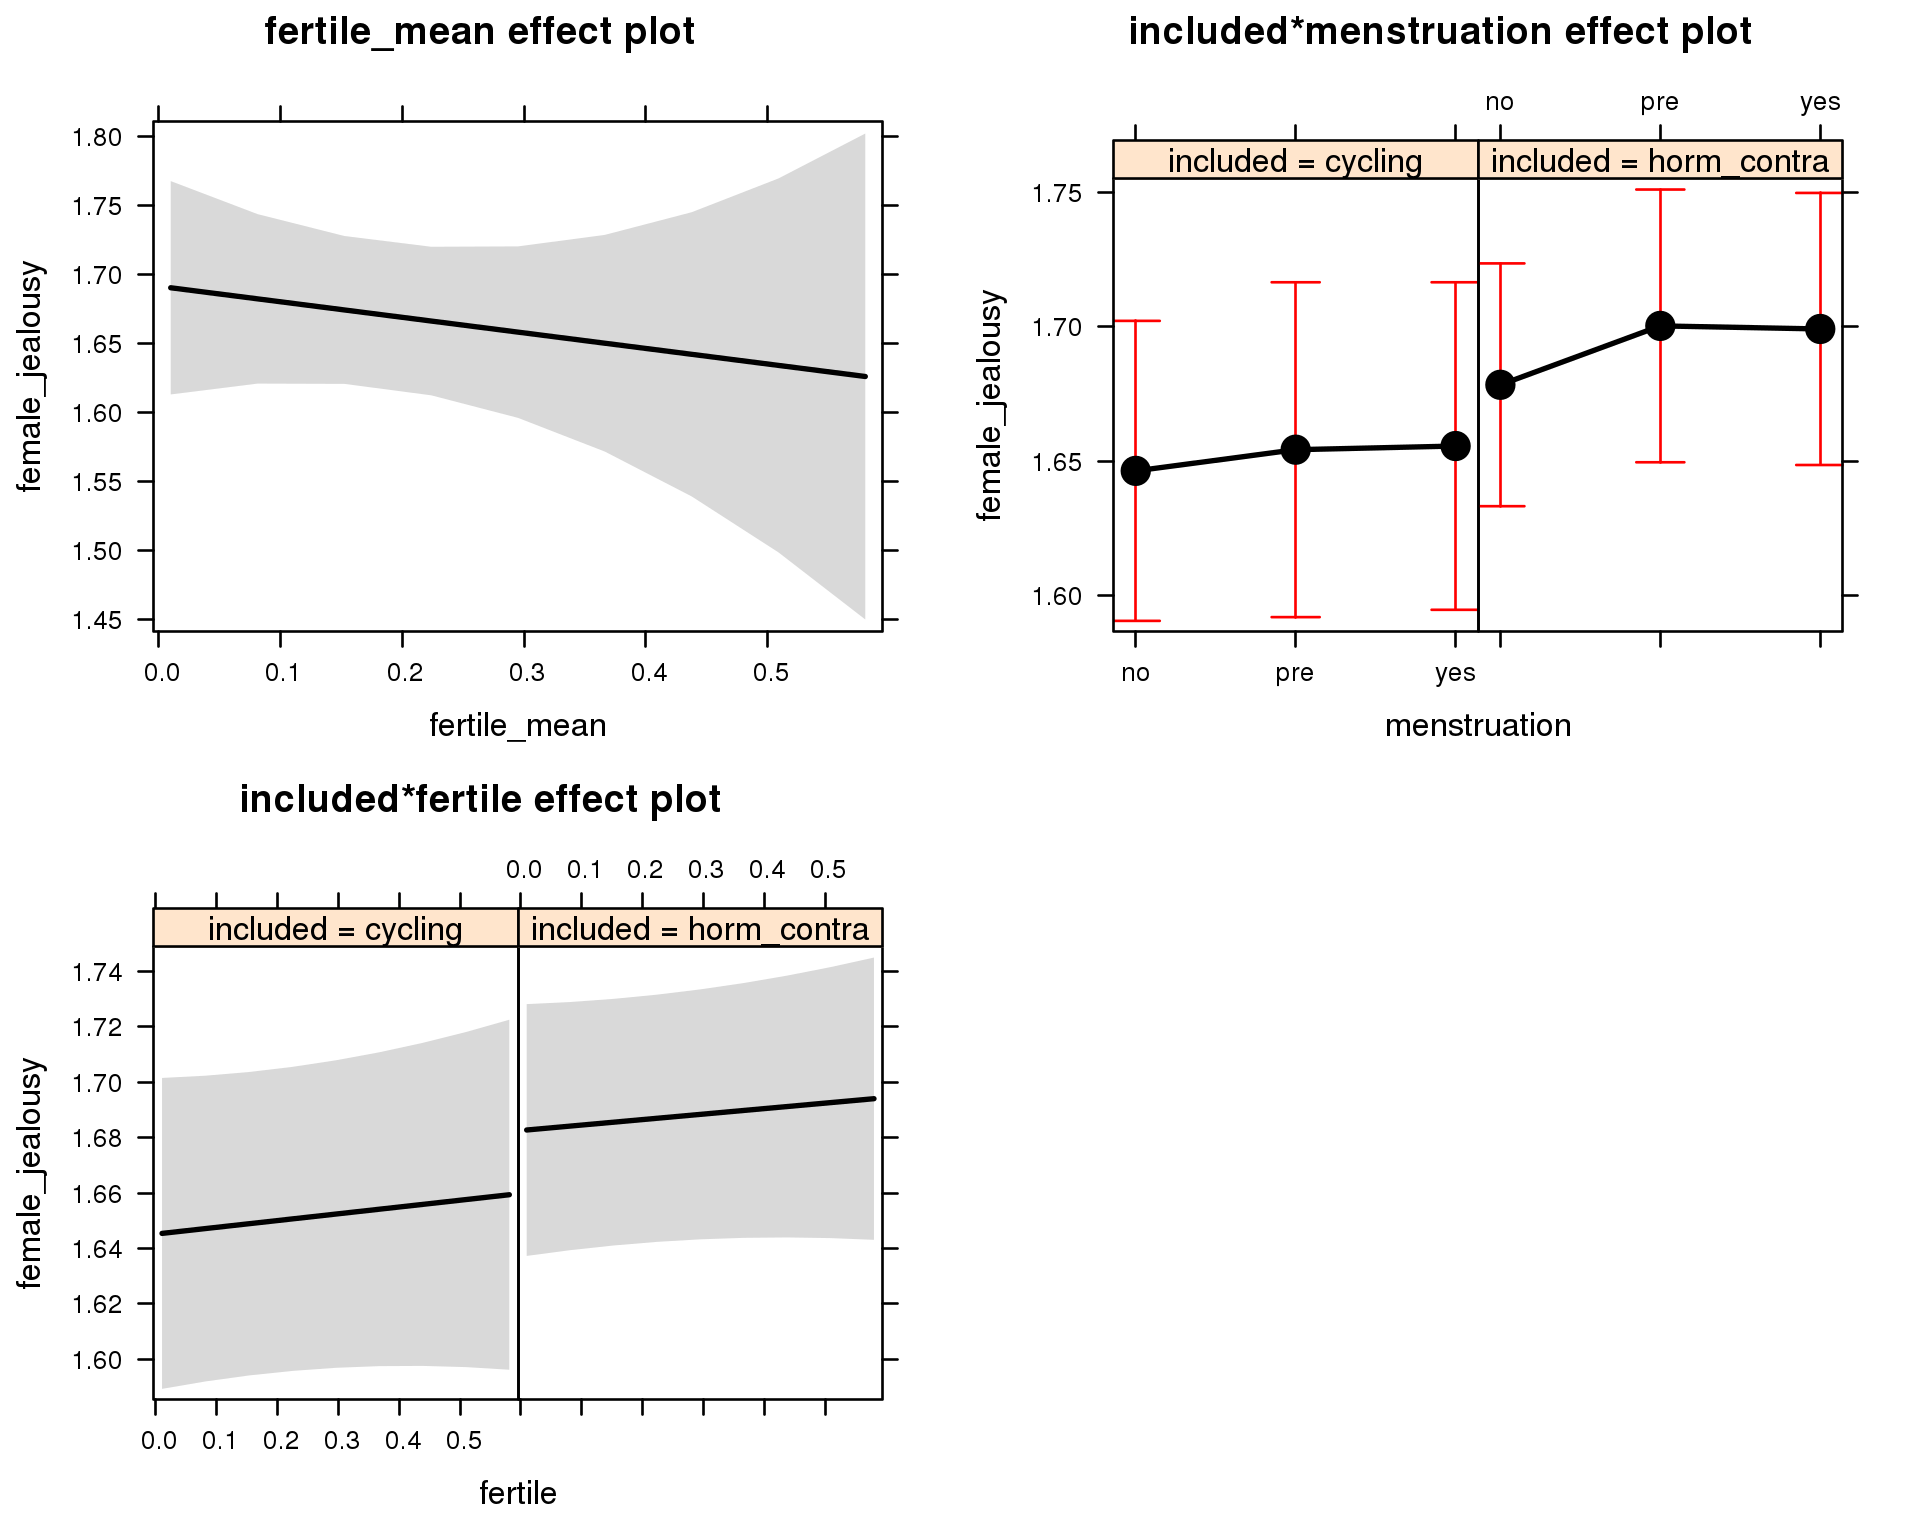 fertile_mean effect plot
1.80
1.75
1.70
1.65
1.60
1.55
1.50
1.45
female_jealousy
0.0 0.1 0.2 0.3 0.4 0.5
fertile_mean
included*menstruation effect plot
no pre yes
included = cycling included = horm_contra
1.75
1.70
1.65
1.60
female_jealousy
no pre yes
menstruation
included*fertile effect plot
0.0 0.1 0.2 0.3 0.4 0.5
included = cycling included = horm_contra
1.74
1.72
1.70
1.68
1.66
1.64
1.62
1.60
female_jealousy
0.0 0.1 0.2 0.3 0.4 0.5
fertile